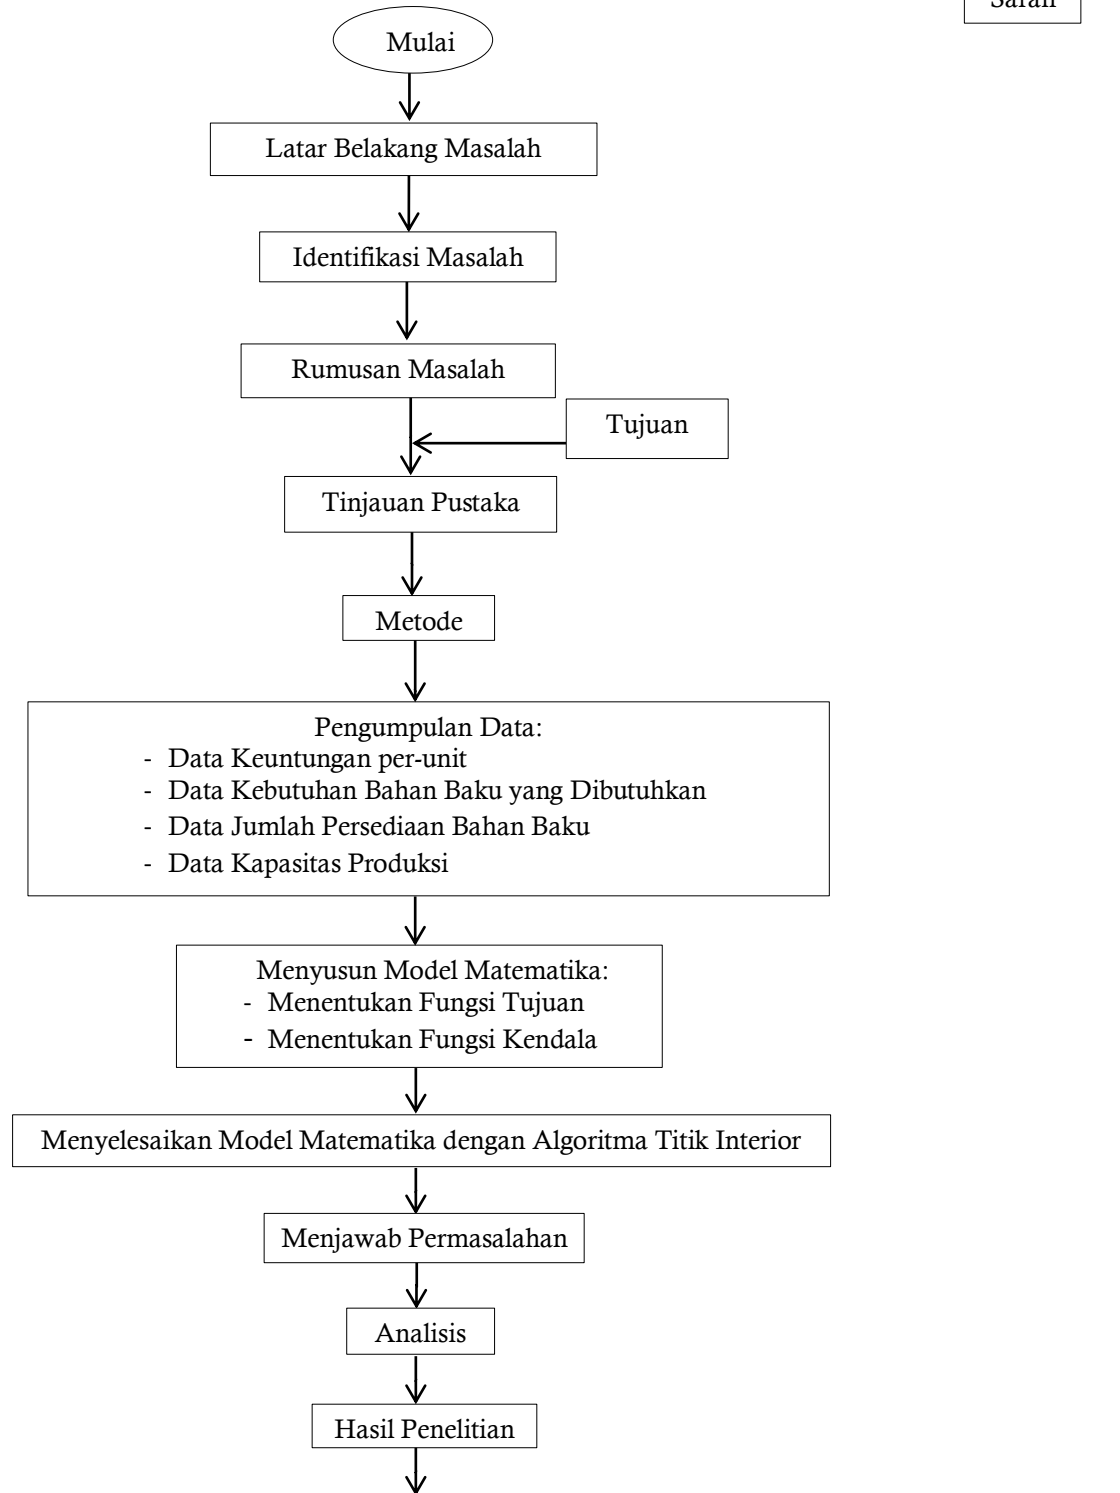 Mulai
Latar Belakang Masalah
Identifikasi Masalah
Rumusan Masalah
Tujuan
Tinjauan Pustaka
Metode
Pengumpulan Data:
- Data Keuntungan per-unit
- Data Kebutuhan Bahan Baku yang Dibutuhkan
- Data Jumlah Persediaan Bahan Baku
- Data Kapasitas Produksi
Menyusun Model Matematika:
- Menentukan Fungsi Tujuan
- Menentukan Fungsi Kendala
Menyelesaikan Model Matematika dengan Algoritma Titik Interior
Menjawab Permasalahan
Analisis
Hasil Penelitian